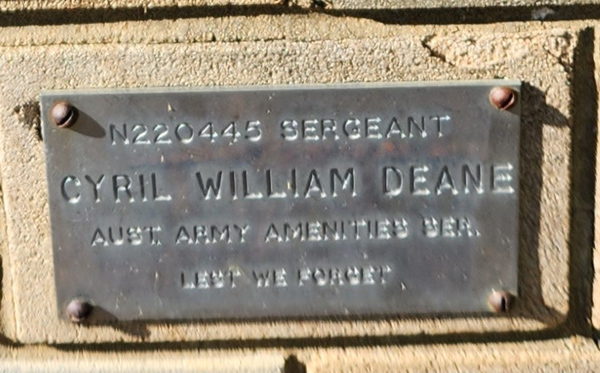 N220445 SERGEANT
CYRIL WILLIAM DEANE
AUST. ARMY AMENITIES SER.
LEST WE FORGET